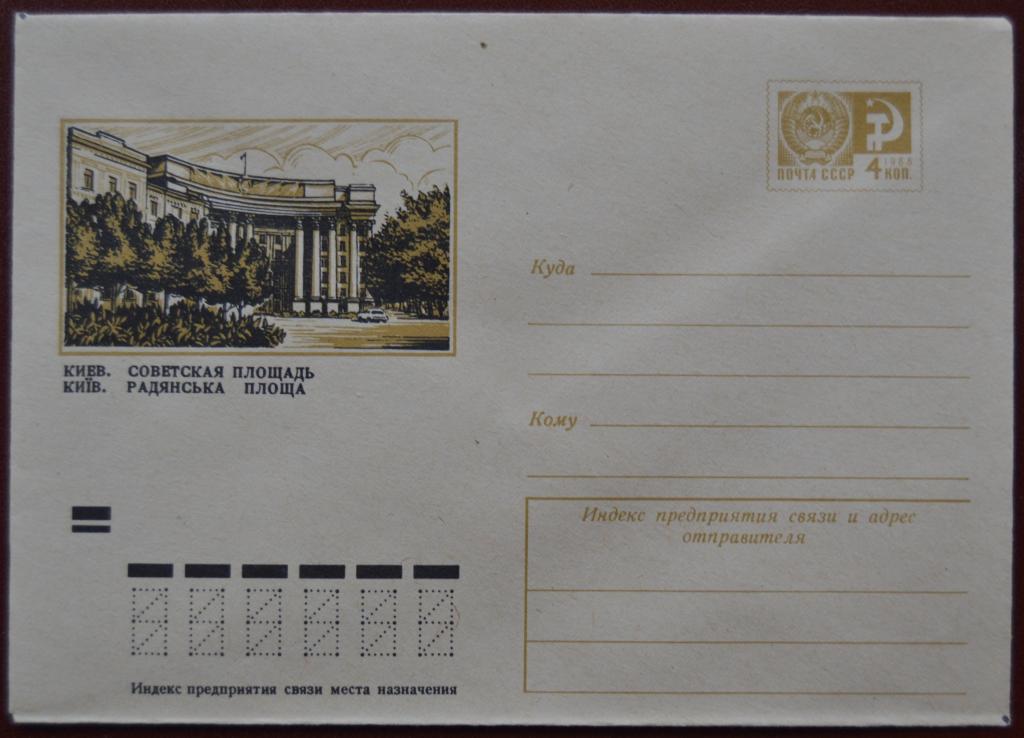 ПОЧТА СССР
1966
4 КОП.
КИЕВ. СОВЕТСКАЯ ПЛОЩАДЬ
КИЇВ. РАДЯНСЬКА ПЛОЩА
Куда
Кому
Индекс предприятия связи и адрес
отправителя
Индекс предприятия связи места назначения